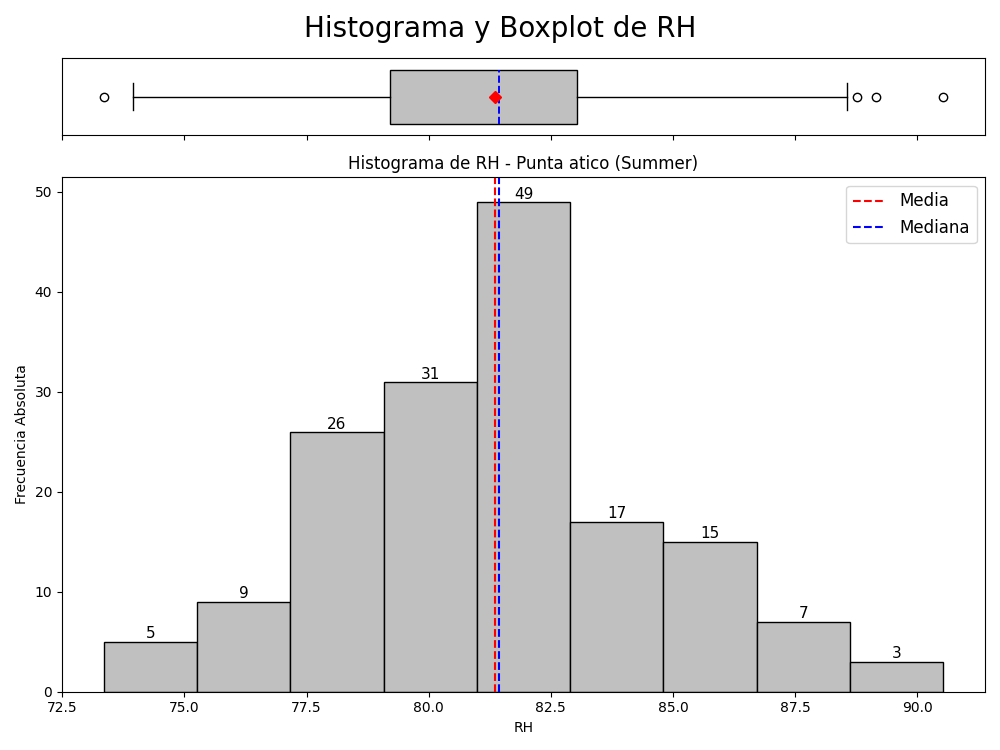 Histograma y Boxplot de RH
Histograma de RH - Punta atico (Summer)
50
40
30
20
10
0
Frecuencia Absoluta
5
9
26
31
49
17
15
7
3
Media
Mediana
72.5 75.0 77.5 80.0 82.5 85.0 87.5 90.0
RH